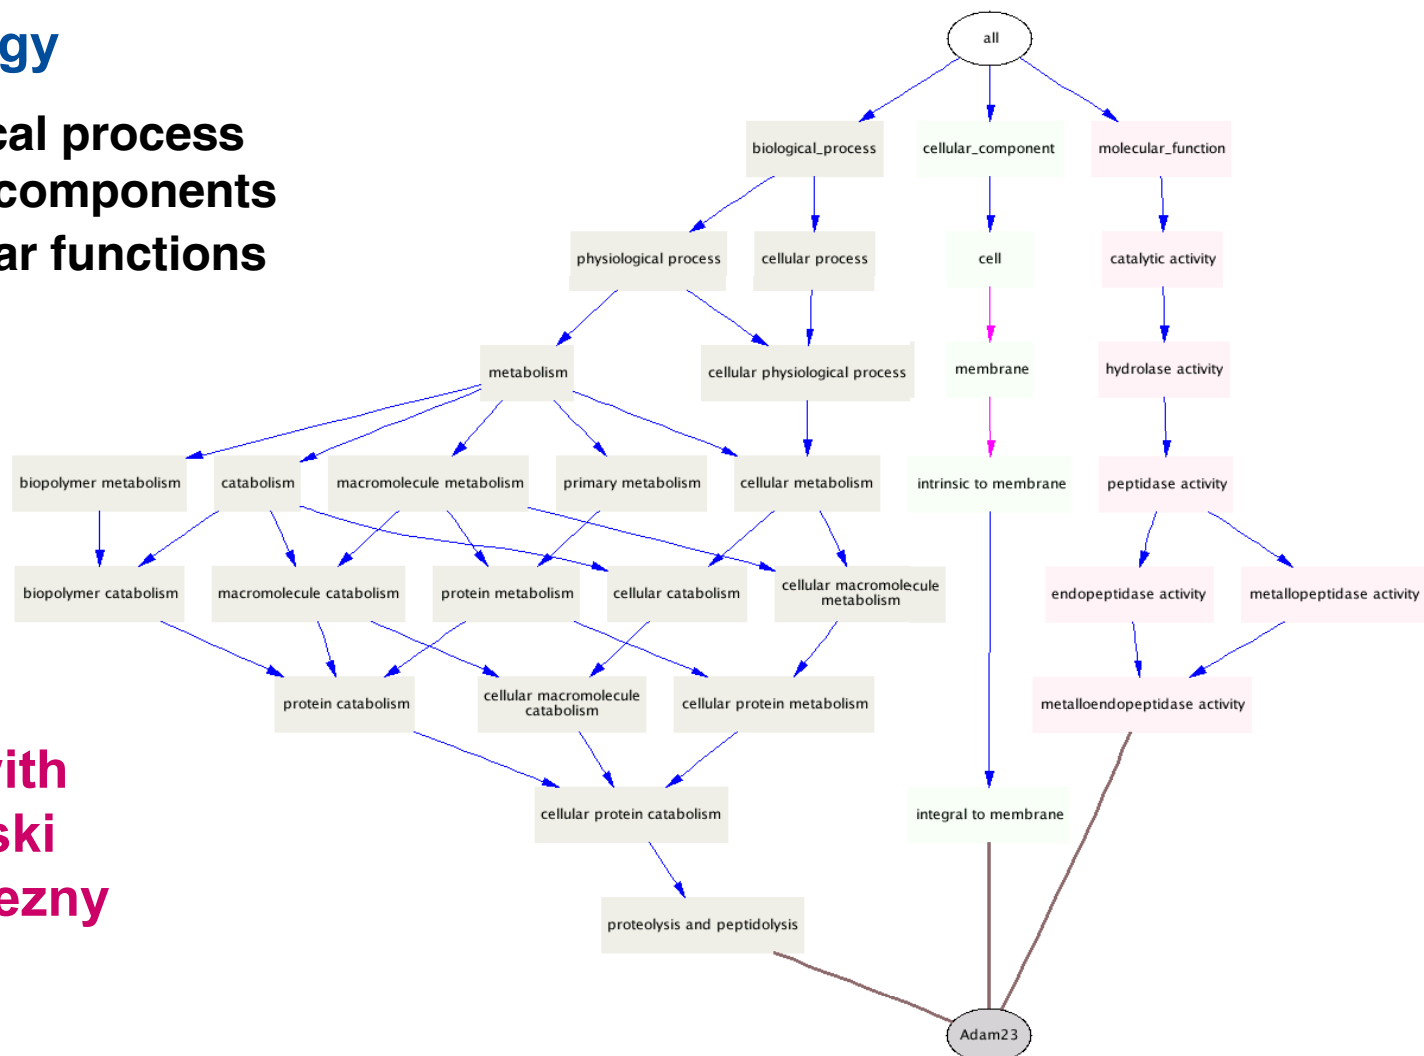 gy
cal process
components
ar functions
with
ski
ezny
all
biological_process
cellular_component
molecular_function
physiological process
cellular process
cell
catalytic activity
metabolism
cellular physiological process
membrane
hydrolase activity
biopolymer metabolism
catabolism
macromolecule metabolism
primary metabolism
cellular metabolism
intrinsic to membrane
peptidase activity
biopolymer catabolism
macromolecule catabolism
protein metabolism
cellular catabolism
cellular macromolecule
metabolism
endopeptidase activity
metallopeptidase activity
protein catabolism
cellular macromolecule
catabolism
cellular protein metabolism
metalloendopeptidase activity
cellular protein catabolism
integral to membrane
proteolysis and peptidolysis
Adam23